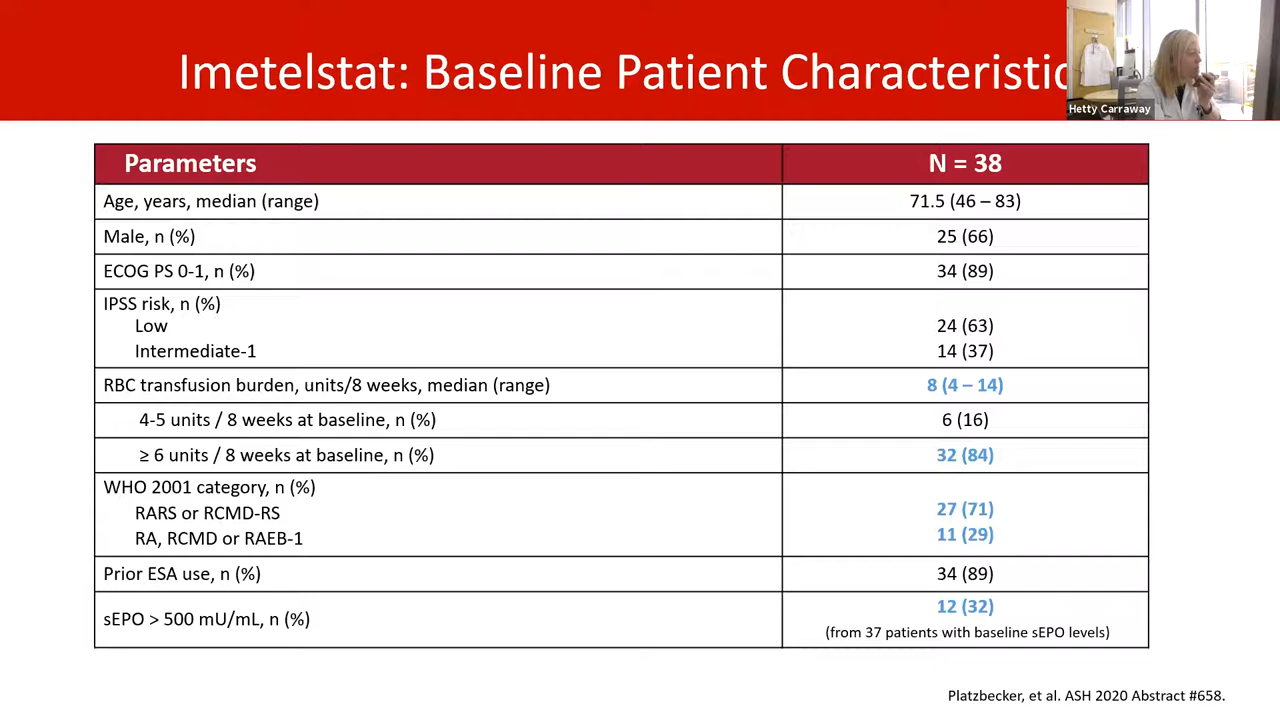 Imetelstat: Baseline Patient Characteristic
Hetty Carraway
Parameters N = 38
Age, years, median (range) 71.5 (46 – 83)
Male, n (%) 25 (66)
ECOG PS 0-1, n (%) 34 (89)
IPSS risk, n (%)
Low 24 (63)
Intermediate-1 14 (37)
RBC transfusion burden, units/8 weeks, median (range) 8 (4 – 14)
4-5 units / 8 weeks at baseline, n (%) 6 (16)
≥ 6 units / 8 weeks at baseline, n (%) 32 (84)
WHO 2001 category, n (%)
RARS or RCMD-RS 27 (71)
RA, RCMD or RAEB-1 11 (29)
Prior ESA use, n (%) 34 (89)
sEPO > 500 mU/mL, n (%) 12 (32)
(from 37 patients with baseline sEPO levels)
Platzbecker, et al. ASH 2020 Abstract #658.